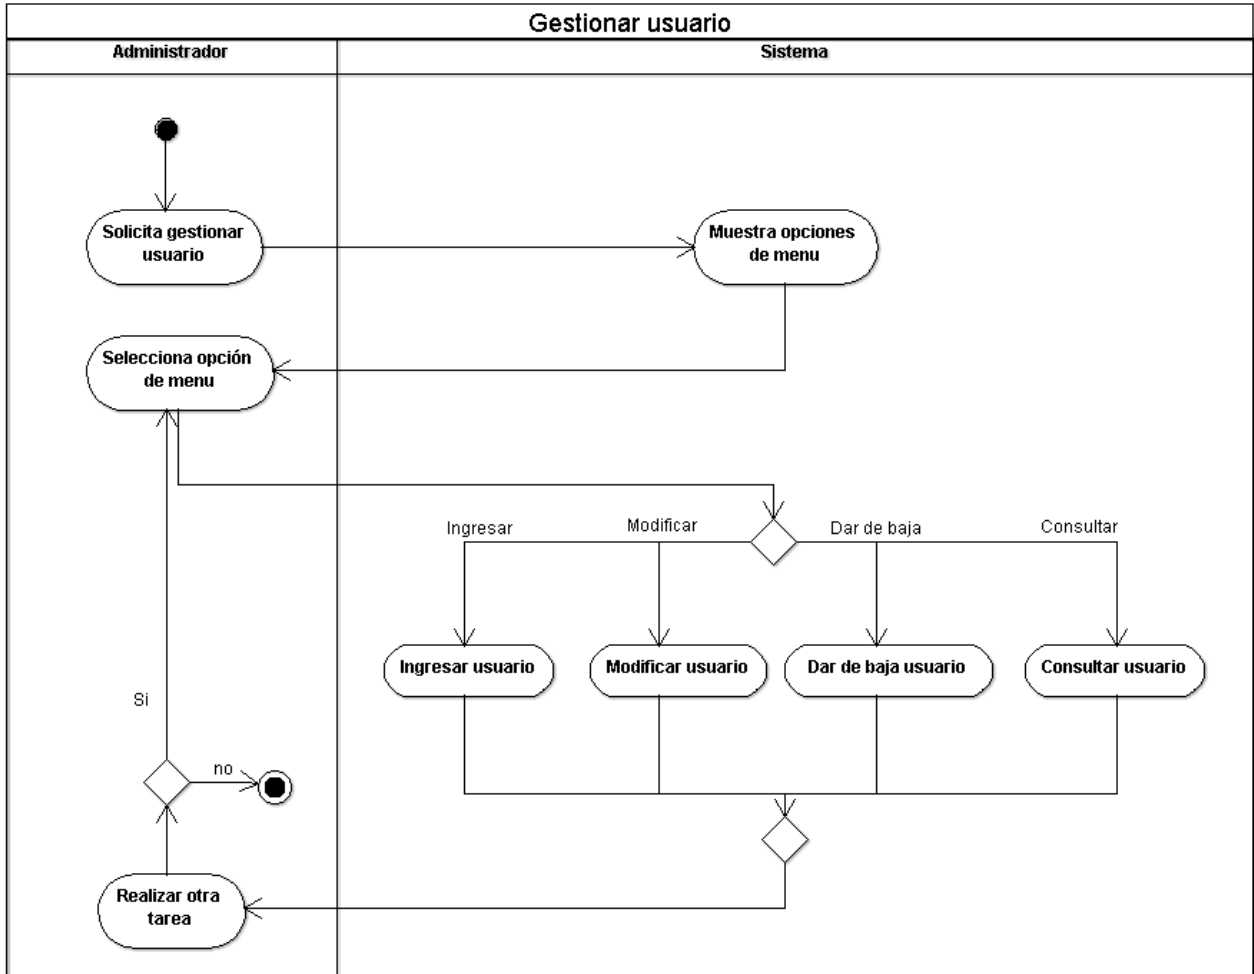 Gestionar usuario
Administrador
Sistema
Solicita gestionar
usuario
Muestra opciones
de menu
Selecciona opción
de menu
Ingresar
Modificar
Dar de baja
Consultar
Ingresar usuario
Modificar usuario
Dar de baja usuario
Consultar usuario
Si
no
Realizar otra
tarea